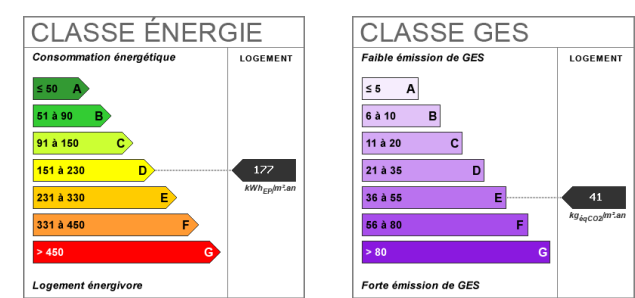 CLASSE ÉNERGIE
Consommation énergétique
LOGEMENT
≤ 50 A
51 à 90 B
91 à 150 C
151 à 230 D
177
kWhEP/m².an
231 à 330 E
331 à 450 F
> 450 G
Logement énergivore
CLASSE GES
Faible émission de GES
LOGEMENT
≤ 5 A
6 à 10 B
11 à 20 C
21 à 35 D
36 à 55 E
41
kgéqCO2/m².an
56 à 80 F
> 80 G
Forte émission de GES